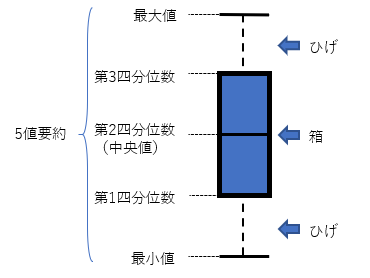 最大値
ひげ
第3四分位数
5値要約
第2四分位数
(中央値)
箱
第1四分位数
ひげ
最小値